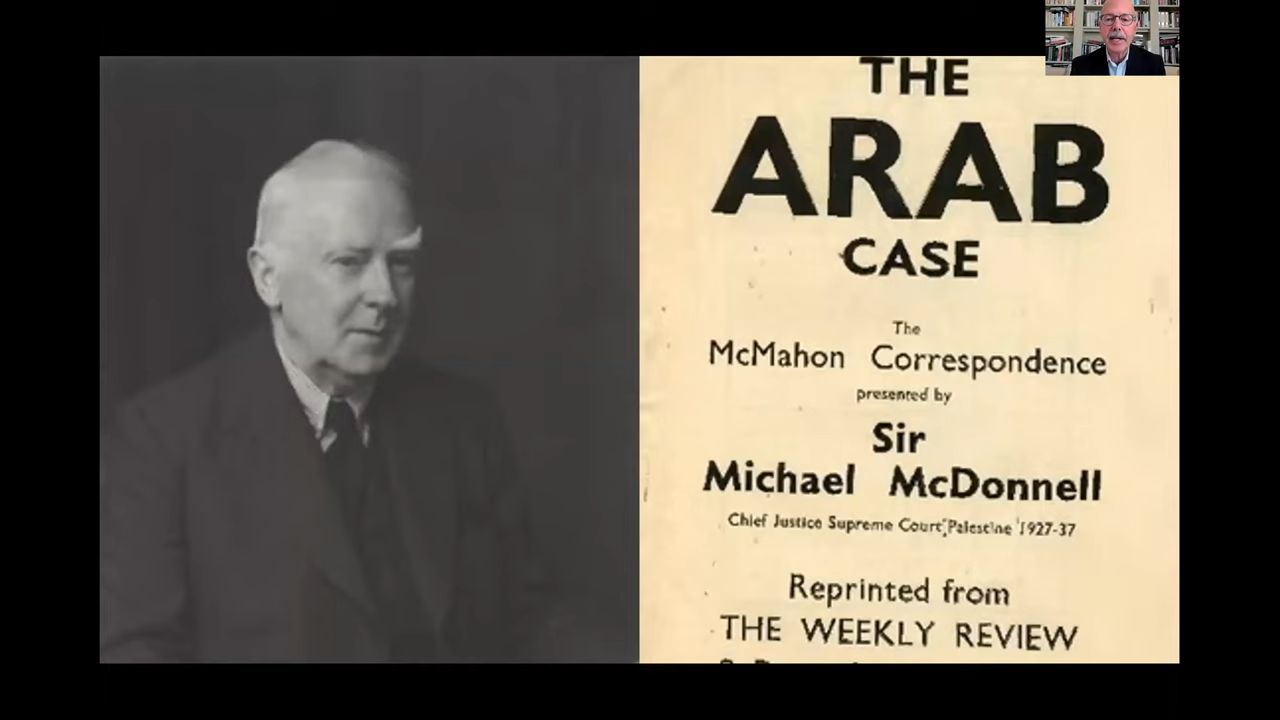 THE
ARAB
CASE
The
McMahon Correspondence
presented by
Sir
Michael McDonnell
Chief Justice Supreme Court, Palestine 1927-37
Reprinted from
THE WEEKLY REVIEW